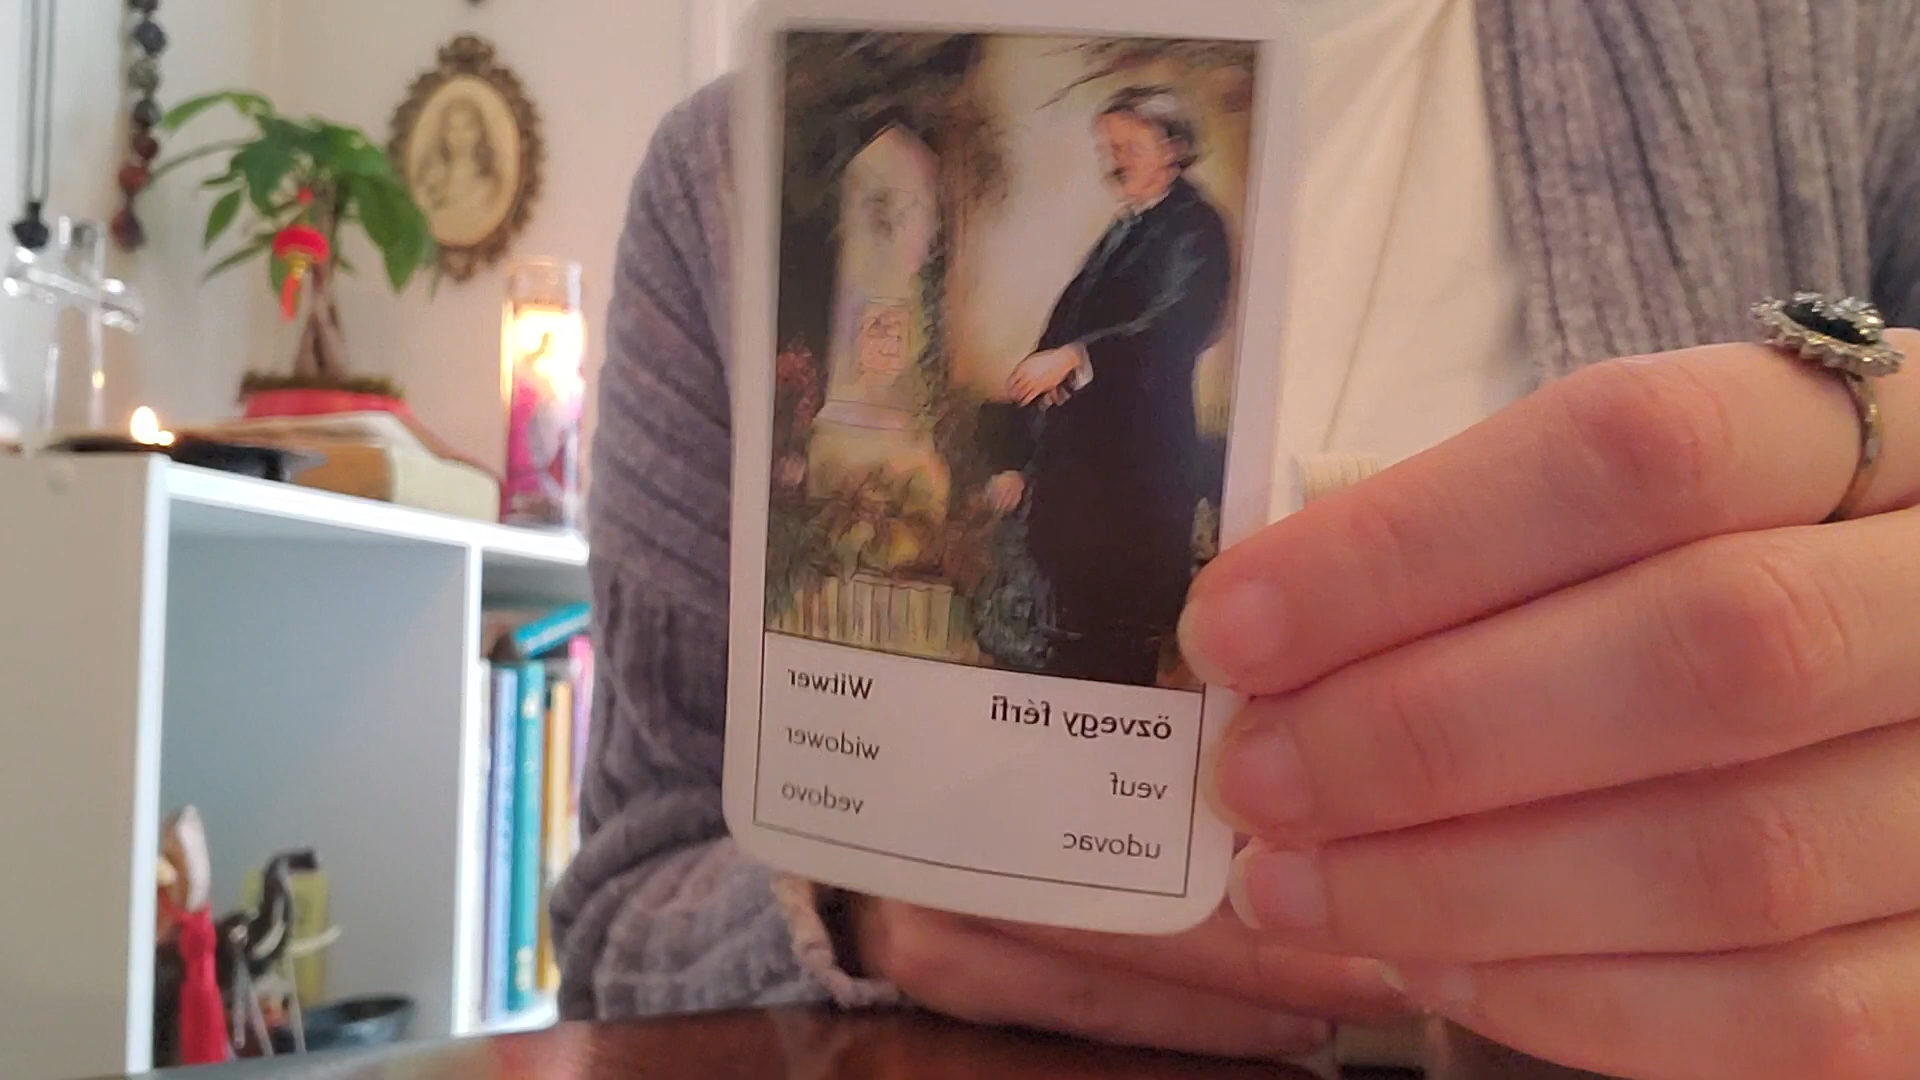 Witwer
özvegy férfi
widower
veuf
vedovo
udovac